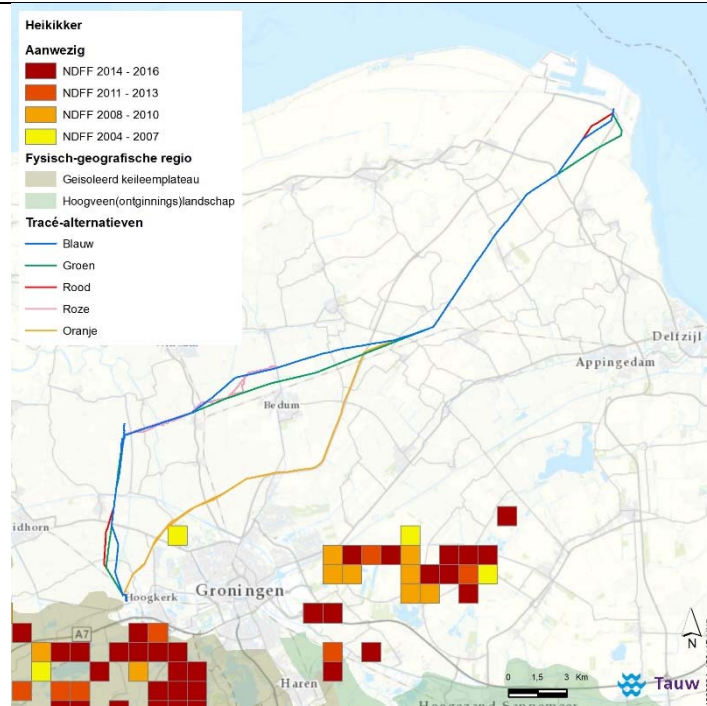 Heikikker
Aanwezig
NDFF 2014 - 2016
NDFF 2011 - 2013
NDFF 2008 - 2010
NDFF 2004 - 2007
Fysisch-geografische regio
Geisoleerd keileemplateau
Hoogveen(ontginnings)landschap
Tracé-alternatieven
Blauw
Groen
Rood
Roze
Oranje
Delfzijl
Appingedam
Bedum
idhorn
Hoogkerk
Groningen
A7
Haren
N
0 1,5 3 Km
Tauw